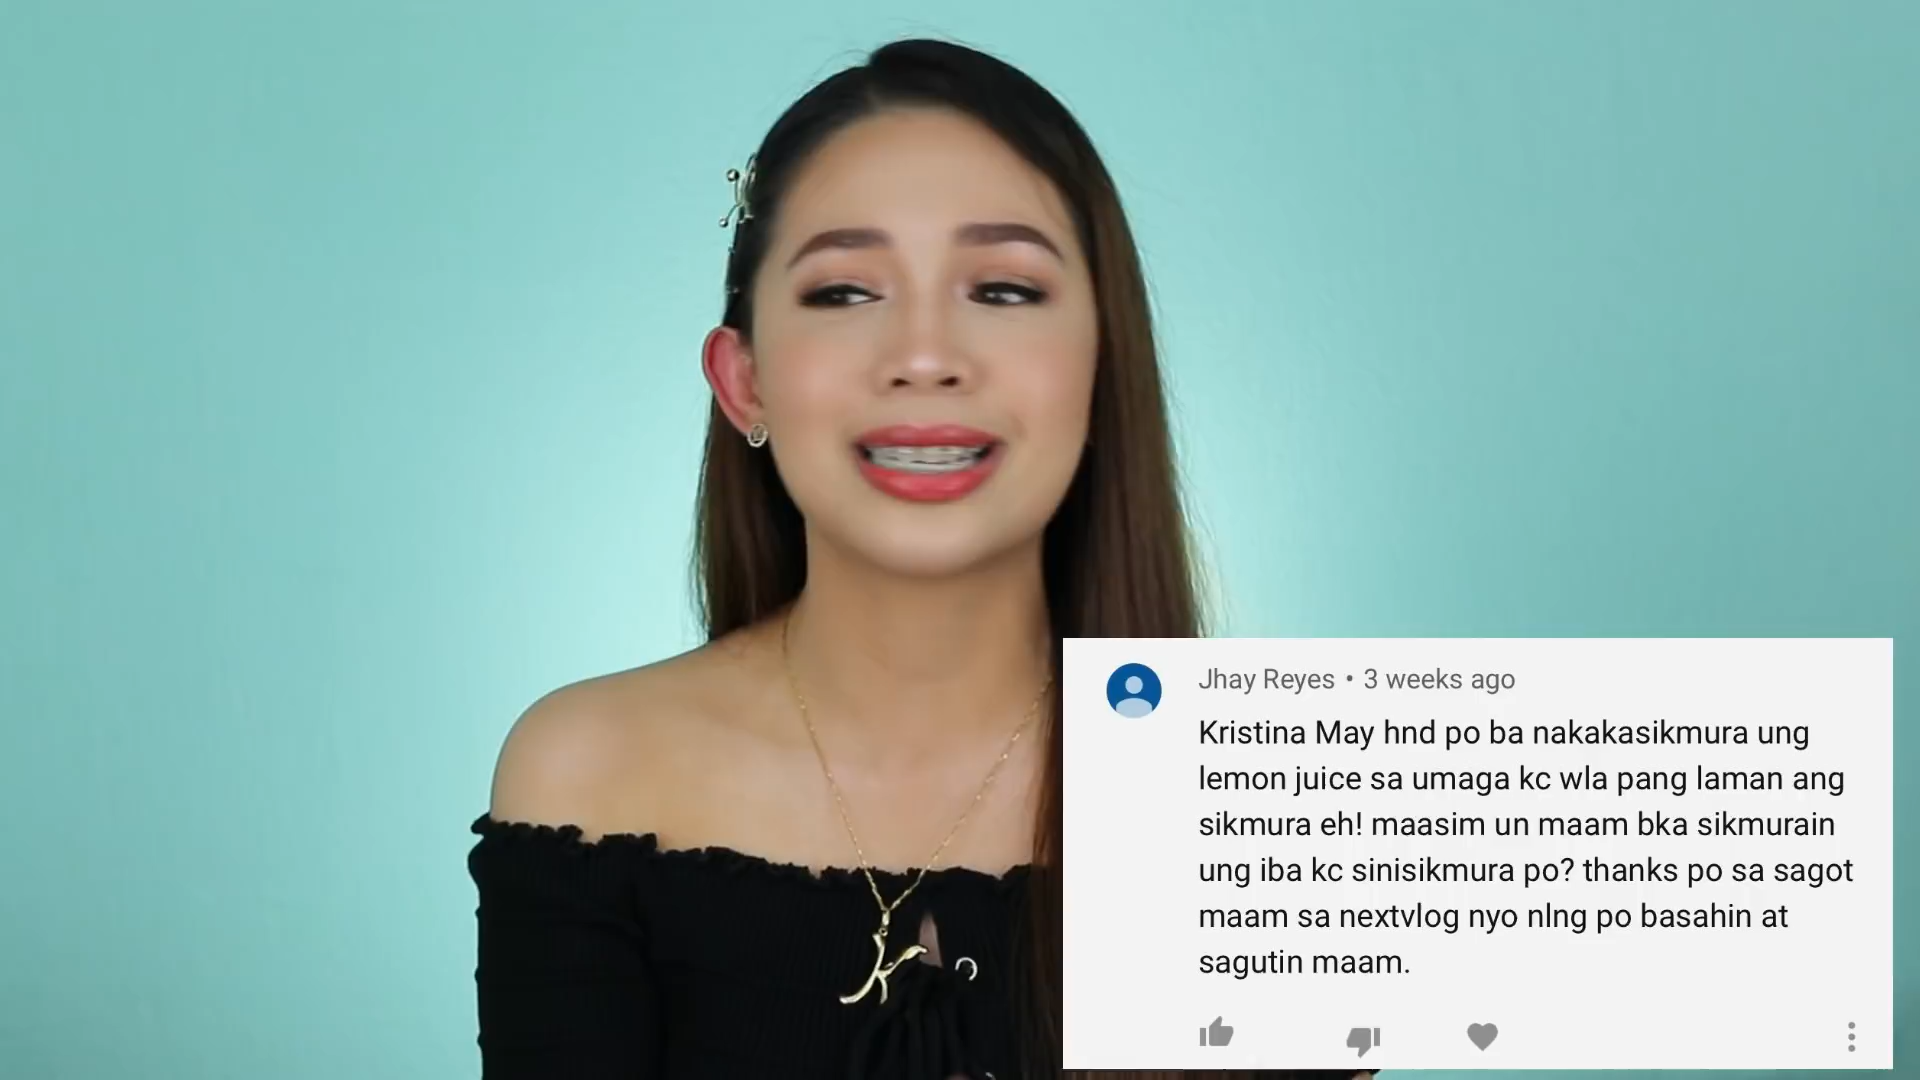 Jhay Reyes • 3 weeks ago
Kristina May hnd po ba nakakasikmura ung
lemon juice sa umaga kc wla pang laman ang
sikmura eh! maasim un maam bka sikmurain
ung iba kc sinisikmura po? thanks po sa sagot
maam sa nextvlog nyo nlng po basahin at
sagutin maam.
K